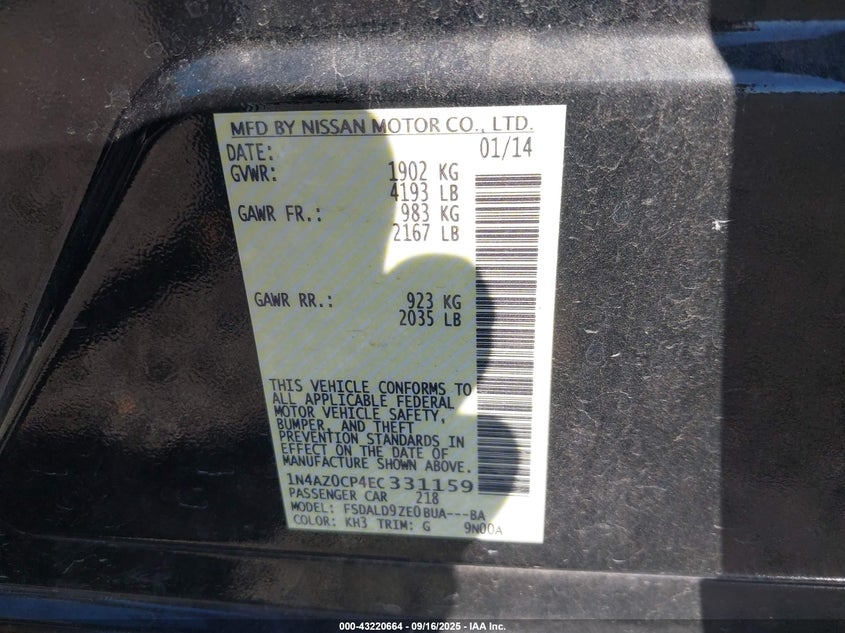 MFD BY NISSAN MOTOR CO., LTD.
DATE: 01/14
GVWR: 1902 KG
4193 LB
GAWR FR.: 983 KG
2167 LB
GAWR RR.: 923 KG
2035 LB
THIS VEHICLE CONFORMS TO
ALL APPLICABLE FEDERAL
MOTOR VEHICLE SAFETY,
BUMPER, AND THEFT
PREVENTION STANDARDS IN
EFFECT ON THE DATE OF
MANUFACTURE SHOWN ABOVE.
1N4AZ0CP4EC331159
PASSENGER CAR 218
MODEL: FSDALD9ZE0BUA---BA
COLOR: KH3 TRIM: G 9N00A
000-43220664 - 09/16/2025 - IAA Inc.